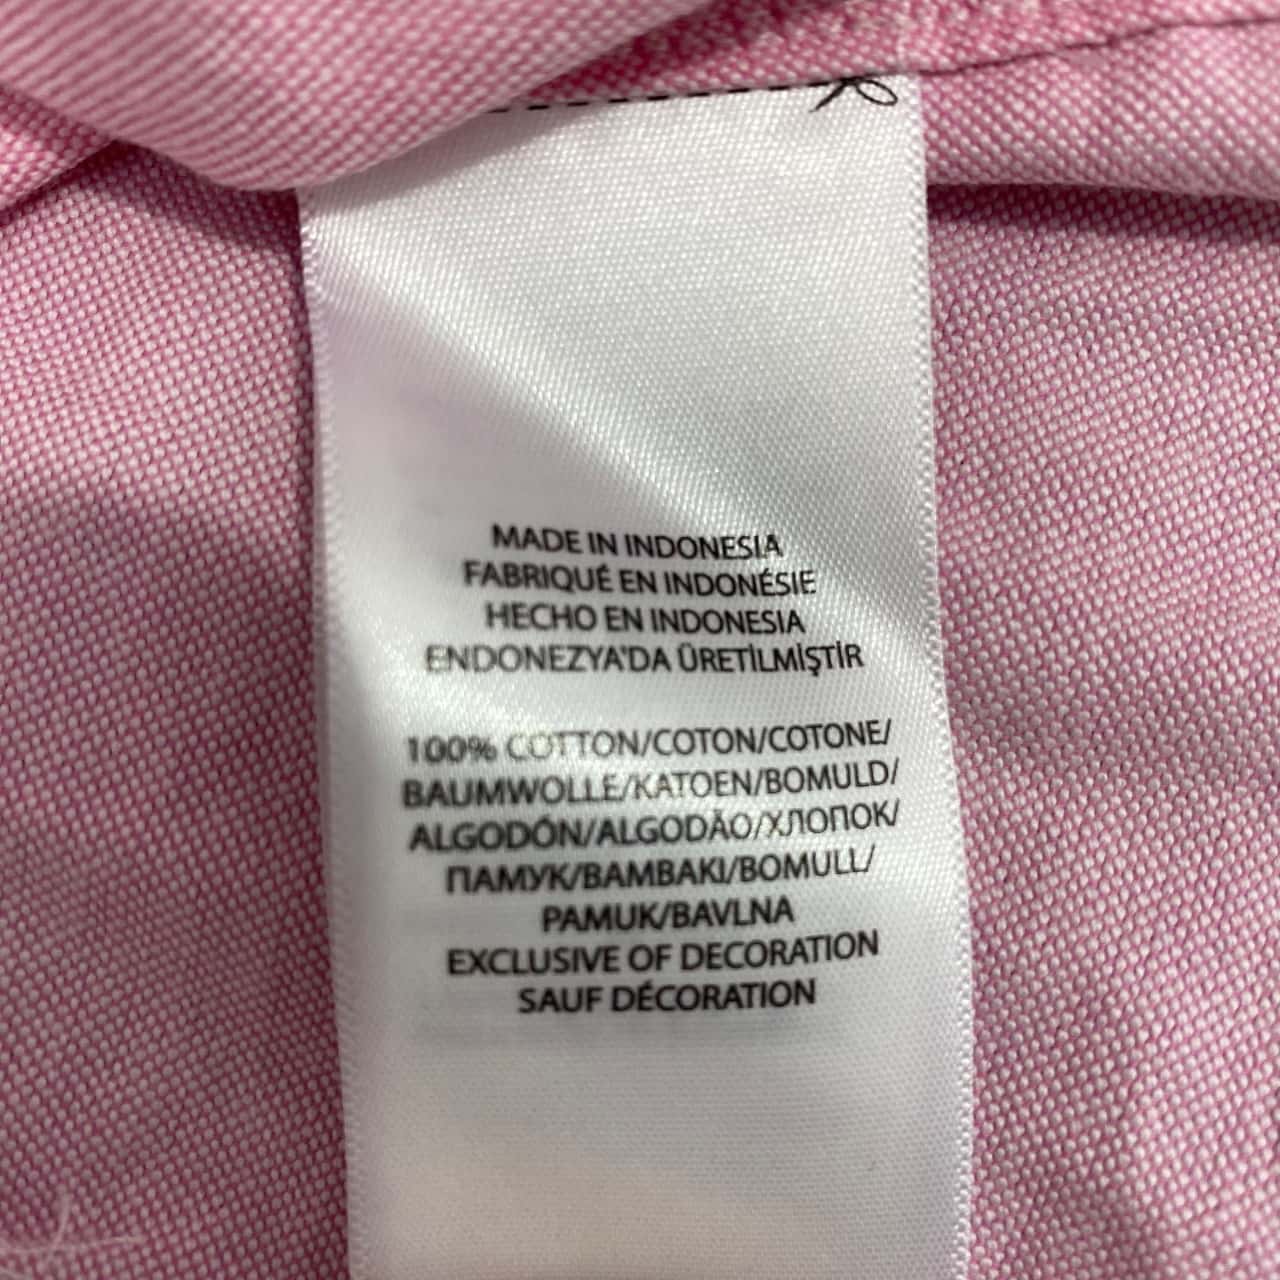 MADE IN INDONESIA
FABRIQUÉ EN INDONÉSIE
HECHO EN INDONESIA
ENDONEZYA'DA ÜRETİLMİŞTİR
100% COTTON/COTON/COTONE/
BAUMWOLLE/KATOEN/BOMULD/
ALGODÓN/ALGODÃO/ХЛОПОК/
ПАМУК/BAMBAKI/BOMULL/
PAMUK/BAVLNA
EXCLUSIVE OF DECORATION
SAUF DÉCORATION